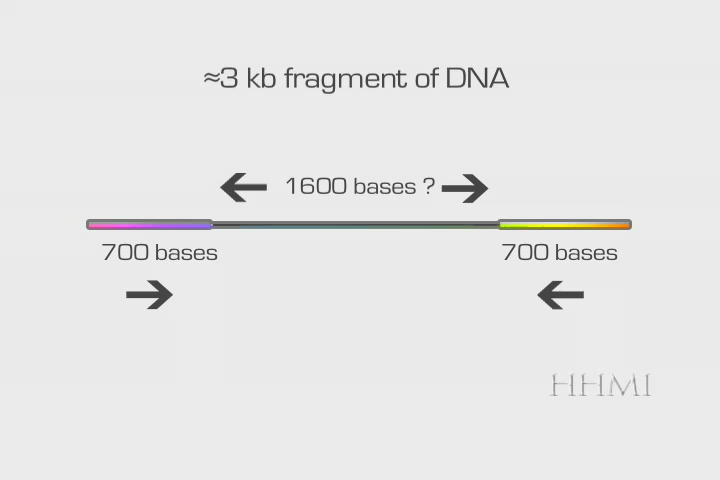 ≈3 kb fragment of DNA
1600 bases ?
700 bases
700 bases
HHMI